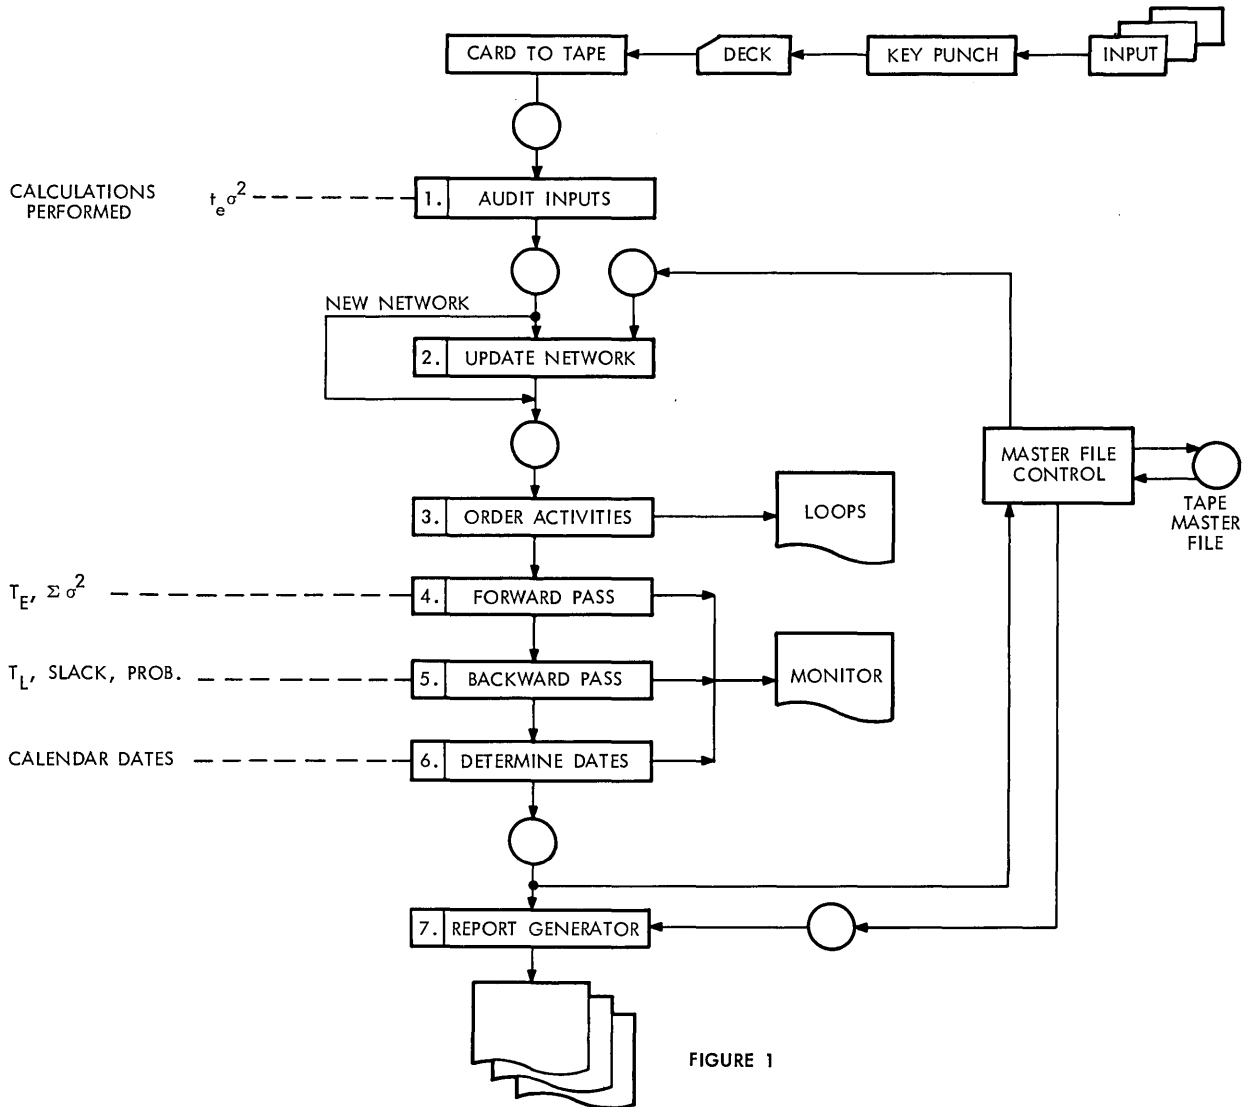 CARD TO TAPE
DECK
KEY PUNCH
INPUT
CALCULATIONS
PERFORMED
t_e σ²
1. AUDIT INPUTS
NEW NETWORK
2. UPDATE NETWORK
MASTER FILE
CONTROL
TAPE
MASTER
FILE
3. ORDER ACTIVITIES
LOOPS
T_E, Σσ²
4. FORWARD PASS
T_L, SLACK, PROB.
5. BACKWARD PASS
MONITOR
CALENDAR DATES
6. DETERMINE DATES
7. REPORT GENERATOR
FIGURE 1